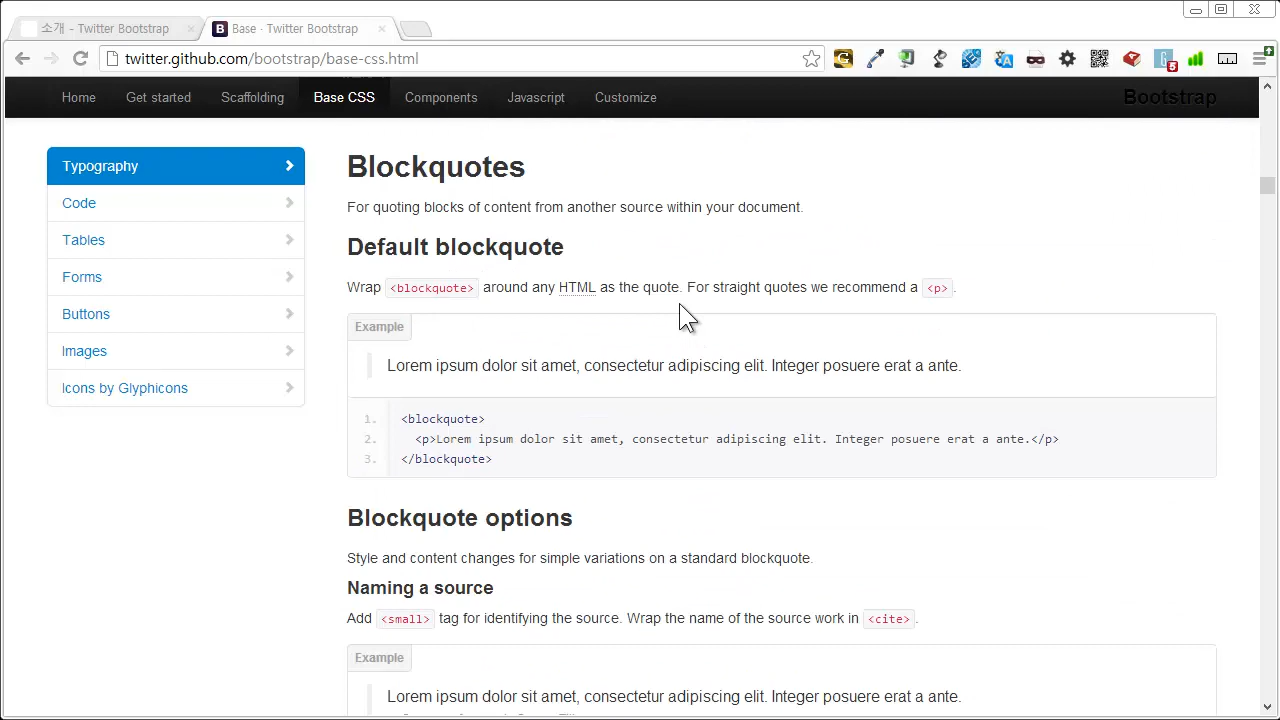 소개 - Twitter Bootstrap
Base · Twitter Bootstrap
twitter.github.com/bootstrap/base-css.html
Home Get started Scaffolding Base CSS Components Javascript Customize Bootstrap
Typography
Code
Tables
Forms
Buttons
Images
Icons by Glyphicons
Blockquotes
For quoting blocks of content from another source within your document.
Default blockquote
Wrap <blockquote> around any HTML as the quote. For straight quotes we recommend a <p>.
Example
Lorem ipsum dolor sit amet, consectetur adipiscing elit. Integer posuere erat a ante.
1. <blockquote>
2. <p>Lorem ipsum dolor sit amet, consectetur adipiscing elit. Integer posuere erat a ante.</p>
3. </blockquote>
Blockquote options
Style and content changes for simple variations on a standard blockquote.
Naming a source
Add <small> tag for identifying the source. Wrap the name of the source work in <cite>.
Example
Lorem ipsum dolor sit amet, consectetur adipiscing elit. Integer posuere erat a ante.